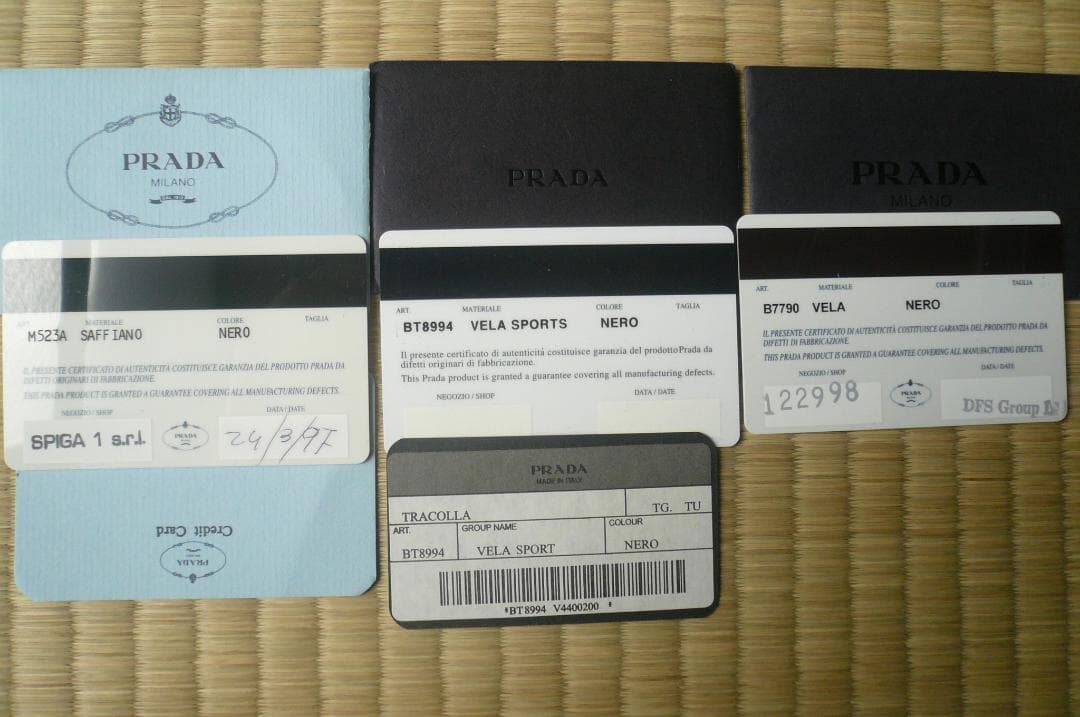 PRADA
MILANO
ART. MATERIALE COLORE TAGLIA
M523A SAFFIANO NERO
IL PRESENTE CERTIFICATO DI AUTENTICITÀ COSTITUISCE GARANZIA DEL PRODOTTO PRADA DA
DIFETTI ORIGINARI DI FABBRICAZIONE.
THIS PRADA PRODUCT IS GRANTED A GUARANTEE COVERING ALL MANUFACTURING DEFECTS.
NEGOZIO / SHOP DATA / DATE
SPIGA 1 s.r.l. PRADA 24/3/97
Credit Card
PRADA
PRADA
ART. MATERIALE COLORE TAGLIA
BT8994 VELA SPORTS NERO
Il presente certificato di autenticità costituisce garanzia del prodottoPrada da
difetti originari di fabbricazione.
This Prada product is granted a guarantee covering all manufacturing defects.
NEGOZIO / SHOP DATA / DATE
PRADA
MADE IN ITALY
TRACOLLA TG. TU
ART. GROUP NAME COLOUR
BT8994 VELA SPORT NERO
*BT8994 V4400200 *
PRADA
MILANO
ART. MATERIALE COLORE TAGLIA
B7790 VELA NERO
IL PRESENTE CERTIFICATO DI AUTENTICITÀ COSTITUISCE GARANZIA DEL PRODOTTO PRADA DA
DIFETTI DI FABBRICAZIONE.
THIS PRADA PRODUCT IS GRANTED A GUARANTEE COVERING ALL MANUFACTURING DEFECTS.
NEGOZIO / SHOP DATA / DATE
122998 PRADA DFS Group